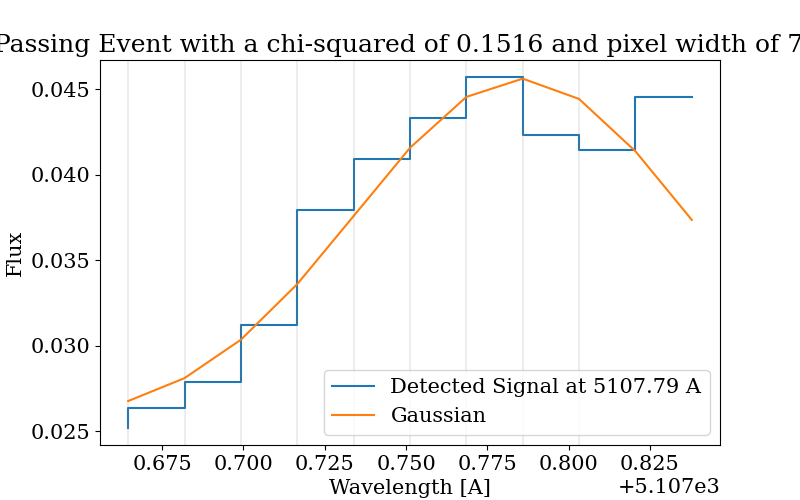 Passing Event with a chi-squared of 0.1516 and pixel width of 7
0.045
0.040
0.035
0.030
0.025
Flux
Detected Signal at 5107.79 A
Gaussian
0.675 0.700 0.725 0.750 0.775 0.800 0.825
Wavelength [A]
+5.107e3